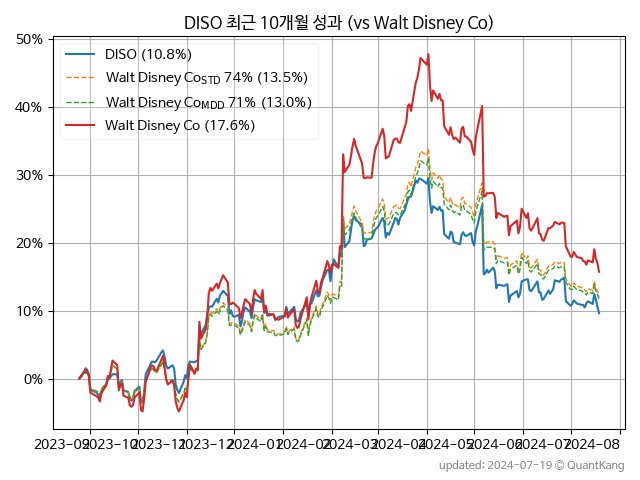 DISO 최근 10개월 성과 (vs Walt Disney Co)
50%
40%
30%
20%
10%
0%
DISO (10.8%)
Walt Disney CoSTD 74% (13.5%)
Walt Disney CoMDD 71% (13.0%)
Walt Disney Co (17.6%)
2023-09 2023-10 2023-11 2023-12 2024-01 2024-02 2024-03 2024-04 2024-05 2024-06 2024-07 2024-08
updated: 2024-07-19 © QuantKang